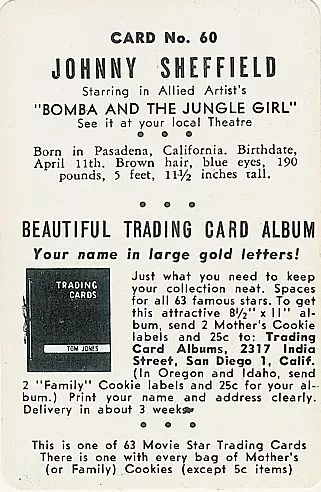 CARD No. 60
JOHNNY SHEFFIELD
Starring in Allied Artist's
"BOMBA AND THE JUNGLE GIRL"
See it at your local Theatre
Born in Pasadena, California. Birthdate,
April 11th. Brown hair, blue eyes, 190
pounds, 5 feet, 11½ inches tall.
BEAUTIFUL TRADING CARD ALBUM
Your name in large gold letters!
TRADING
CARDS
TOM JONES
Just what you need to keep
your collection neat. Spaces
for all 63 famous stars. To get
this attractive 8½" x 11" al-
bum, send 2 Mother's Cookie
labels and 25c to: Trading
Card Albums, 2317 India
Street, San Diego 1, Calif.
(In Oregon and Idaho, send
2 "Family" Cookie labels and 25c for your al-
bum.) Print your name and address clearly.
Delivery in about 3 weeks.
This is one of 63 Movie Star Trading Cards
There is one with every bag of Mother's
(or Family) Cookies (except 5c items)